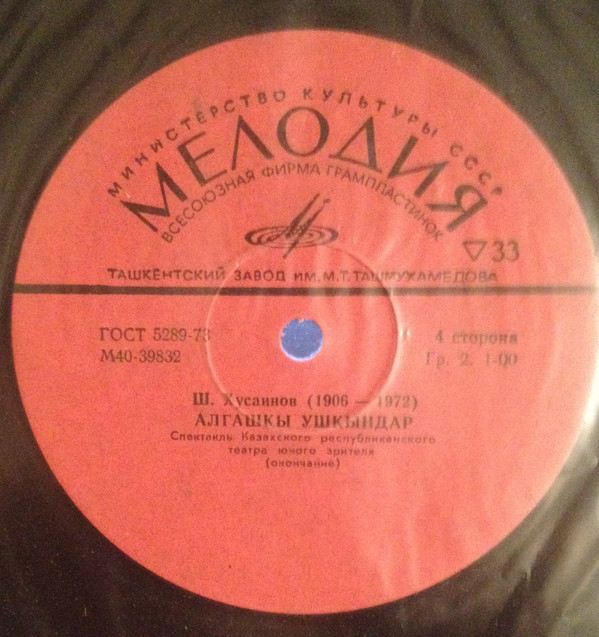 МИНИСТЕРСТВО КУЛЬТУРЫ СССР
МЕЛОДИЯ
ВСЕСОЮЗНАЯ ФИРМА ГРАМПЛАСТИНОК
▽ 33
ТАШКЕНТСКИЙ ЗАВОД ИМ. М.Т. ТАШМУХАМЕДОВА
ГОСТ 5289-73
4 сторона
М40-39832
Гр. 2. 1-00
Ш. Хусаинов (1906 — 1972)
АЛГАШКЫ УШКЫНДАР
Спектакль Казахского республиканского
театра юного зрителя
(окончание)